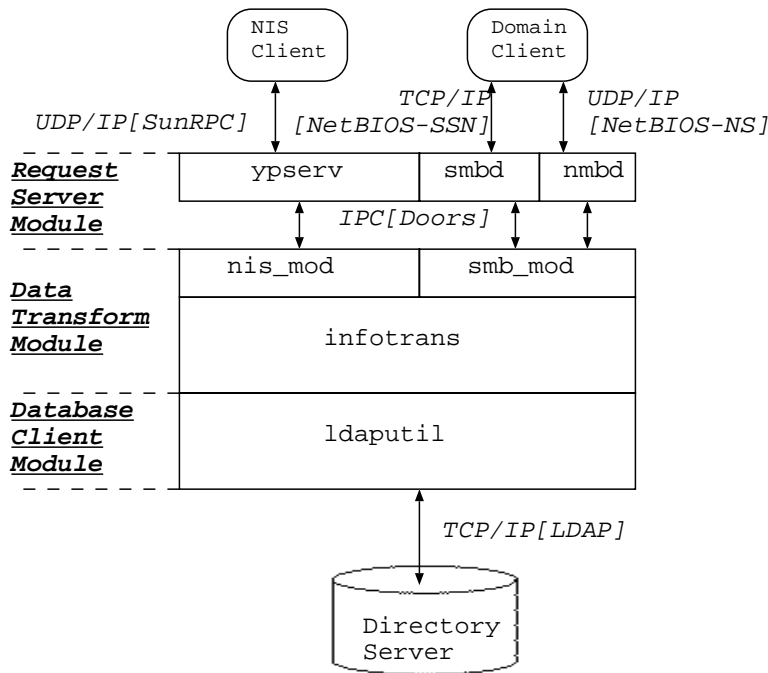 NIS
Client
Domain
Client
UDP/IP[SunRPC]
TCP/IP
[NetBIOS-SSN]
UDP/IP
[NetBIOS-NS]
Request
Server
Module
ypserv
smbd
nmbd
IPC[Doors]
nis_mod
smb_mod
Data
Transform
Module
infotrans
Database
Client
Module
ldaputil
TCP/IP[LDAP]
Directory
Server